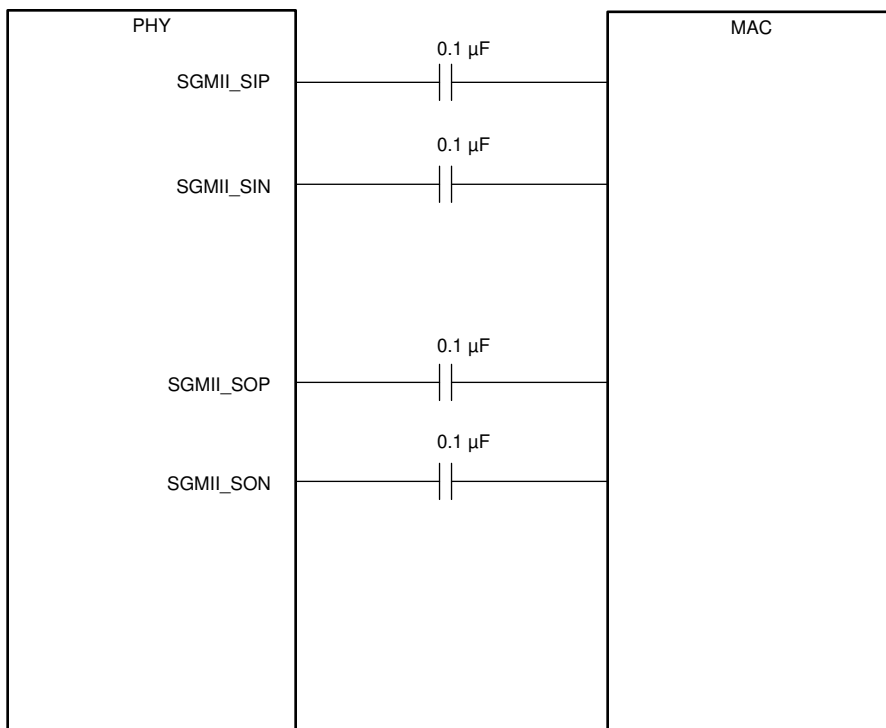 PHY
MAC
0.1 µF
SGMII_SIP
0.1 µF
SGMII_SIN
0.1 µF
SGMII_SOP
0.1 µF
SGMII_SON